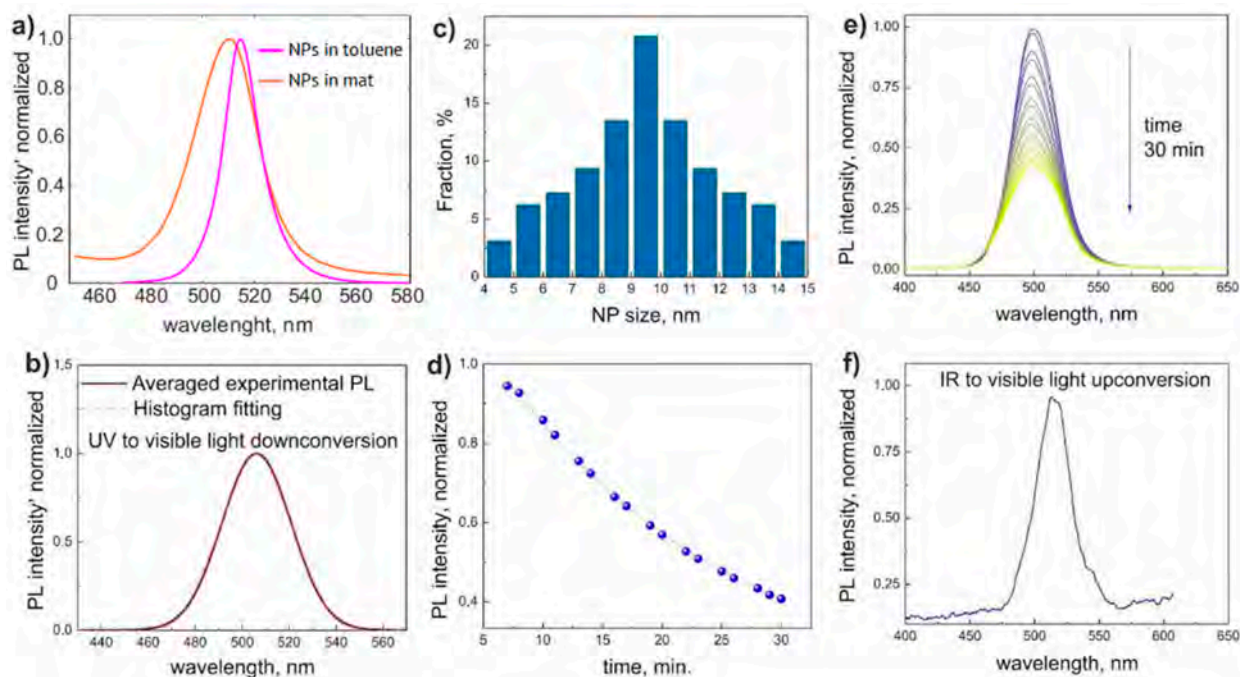 a)
PL intensity' normalized
1.0
0.8
0.6
0.4
0.2
0
NPs in toluene
NPs in mat
460 480 500 520 540 560 580
wavelenght, nm
b)
PL intensity' normalized
1.5
1.0
0.5
0.0
Averaged experimental PL
Histogram fitting
UV to visible light downconversion
440 460 480 500 520 540 560
wavelength, nm
c)
Fraction, %
20
15
10
5
0
4 5 6 7 8 9 10 11 12 13 14 15
NP size, nm
d)
PL intensity, normalized
1.0
0.8
0.6
0.4
5 10 15 20 25 30
time, min.
e)
PL intensity, normalized
1.00
0.75
0.50
0.25
0.00
time
30 min
400 450 500 550 600 650
wavelength, nm
f)
PL intensity, normalized
1.00
0.75
0.50
0.25
IR to visible light upconversion
400 450 500 550 600 650
wavelength, nm